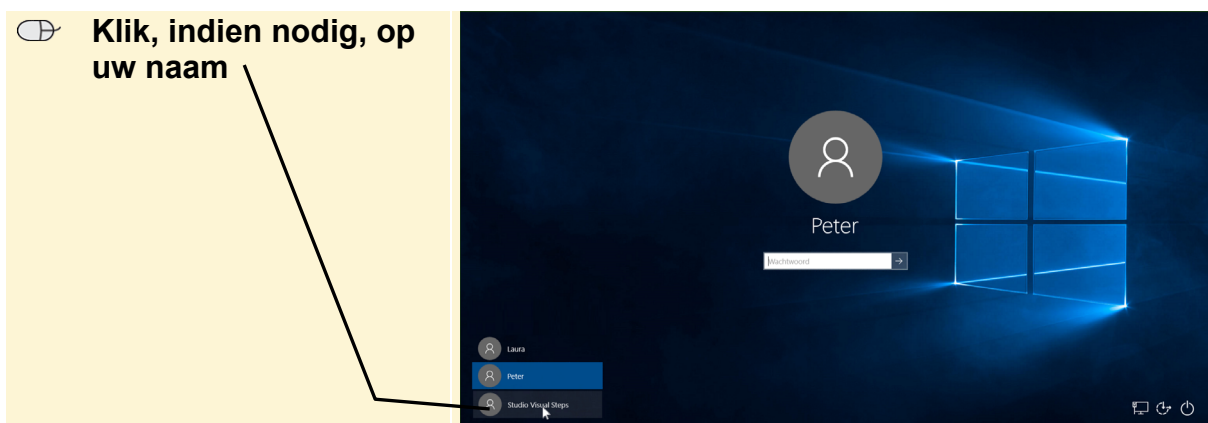 Klik, indien nodig, op
uw naam
Peter
Wachtwoord
Laura
Peter
Studio Visual Steps